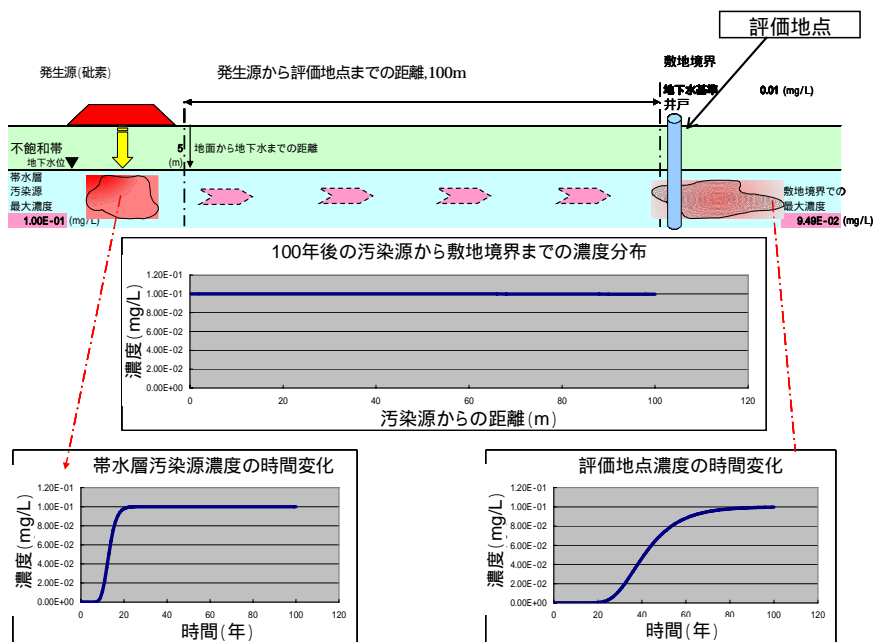 評価地点
発生源(砒素)
発生源から評価地点までの距離,100m
敷地境界
地下水基準 0.01 (mg/L)
井戸
不飽和帯
地下水位
5
(m)
地面から地下水までの距離
帯水層
汚染源
最大濃度
1.00E-01 (mg/L)
敷地境界での
最大濃度
9.49E-02 (mg/L)
100年後の汚染源から敷地境界までの濃度分布
濃度(mg/L)
1.20E-01
1.00E-01
8.00E-02
6.00E-02
4.00E-02
2.00E-02
0.00E+00
0 20 40 60 80 100 120
汚染源からの距離(m)
帯水層汚染源濃度の時間変化
濃度(mg/L)
1.20E-01
1.00E-01
8.00E-02
6.00E-02
4.00E-02
2.00E-02
0.00E+00
0 20 40 60 80 100 120
時間(年)
評価地点濃度の時間変化
濃度(mg/L)
1.20E-01
1.00E-01
8.00E-02
6.00E-02
4.00E-02
2.00E-02
0.00E+00
0 20 40 60 80 100 120
時間(年)